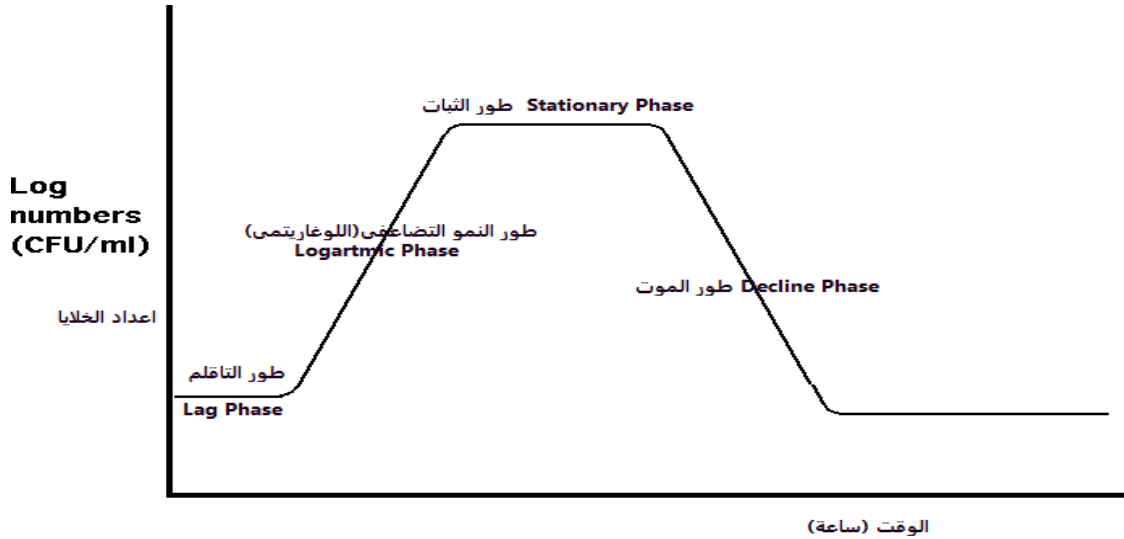 طور الثبات Stationary Phase
Log
numbers
(CFU/ml)
طور النمو التضاعفى(اللوغاريتمى)
Logartmic Phase
طور الموت Decline Phase
اعداد الخلايا
طور التاقلم
Lag Phase
الوقت (ساعة)